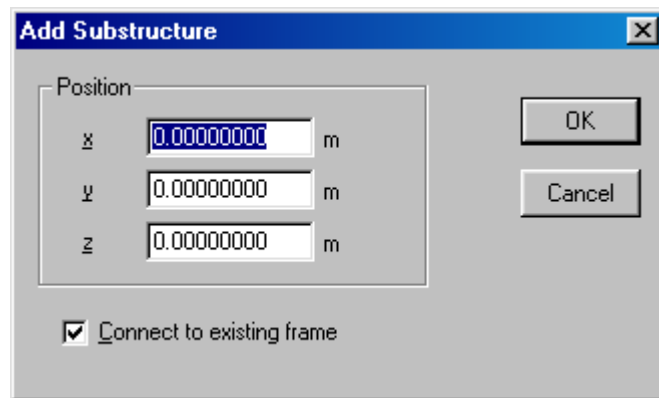 Add Substructure
Position
x 0.00000000 m
y 0.00000000 m
z 0.00000000 m
OK
Cancel
Connect to existing frame